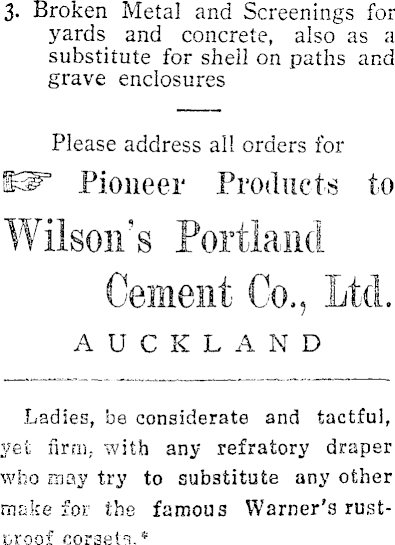 3. Broken Metal and Screenings for
yards and concrete, also as a
substitute for shell on paths and
grave enclosures
Please address all orders for
☞ Pioneer Products to
Wilson's Portland
Cement Co., Ltd.
AUCKLAND
Ladies, be considerate and tactful,
yet firm, with any refratory draper
who may try to substitute any other
make for the famous Warner's rust-
proof corsets.*